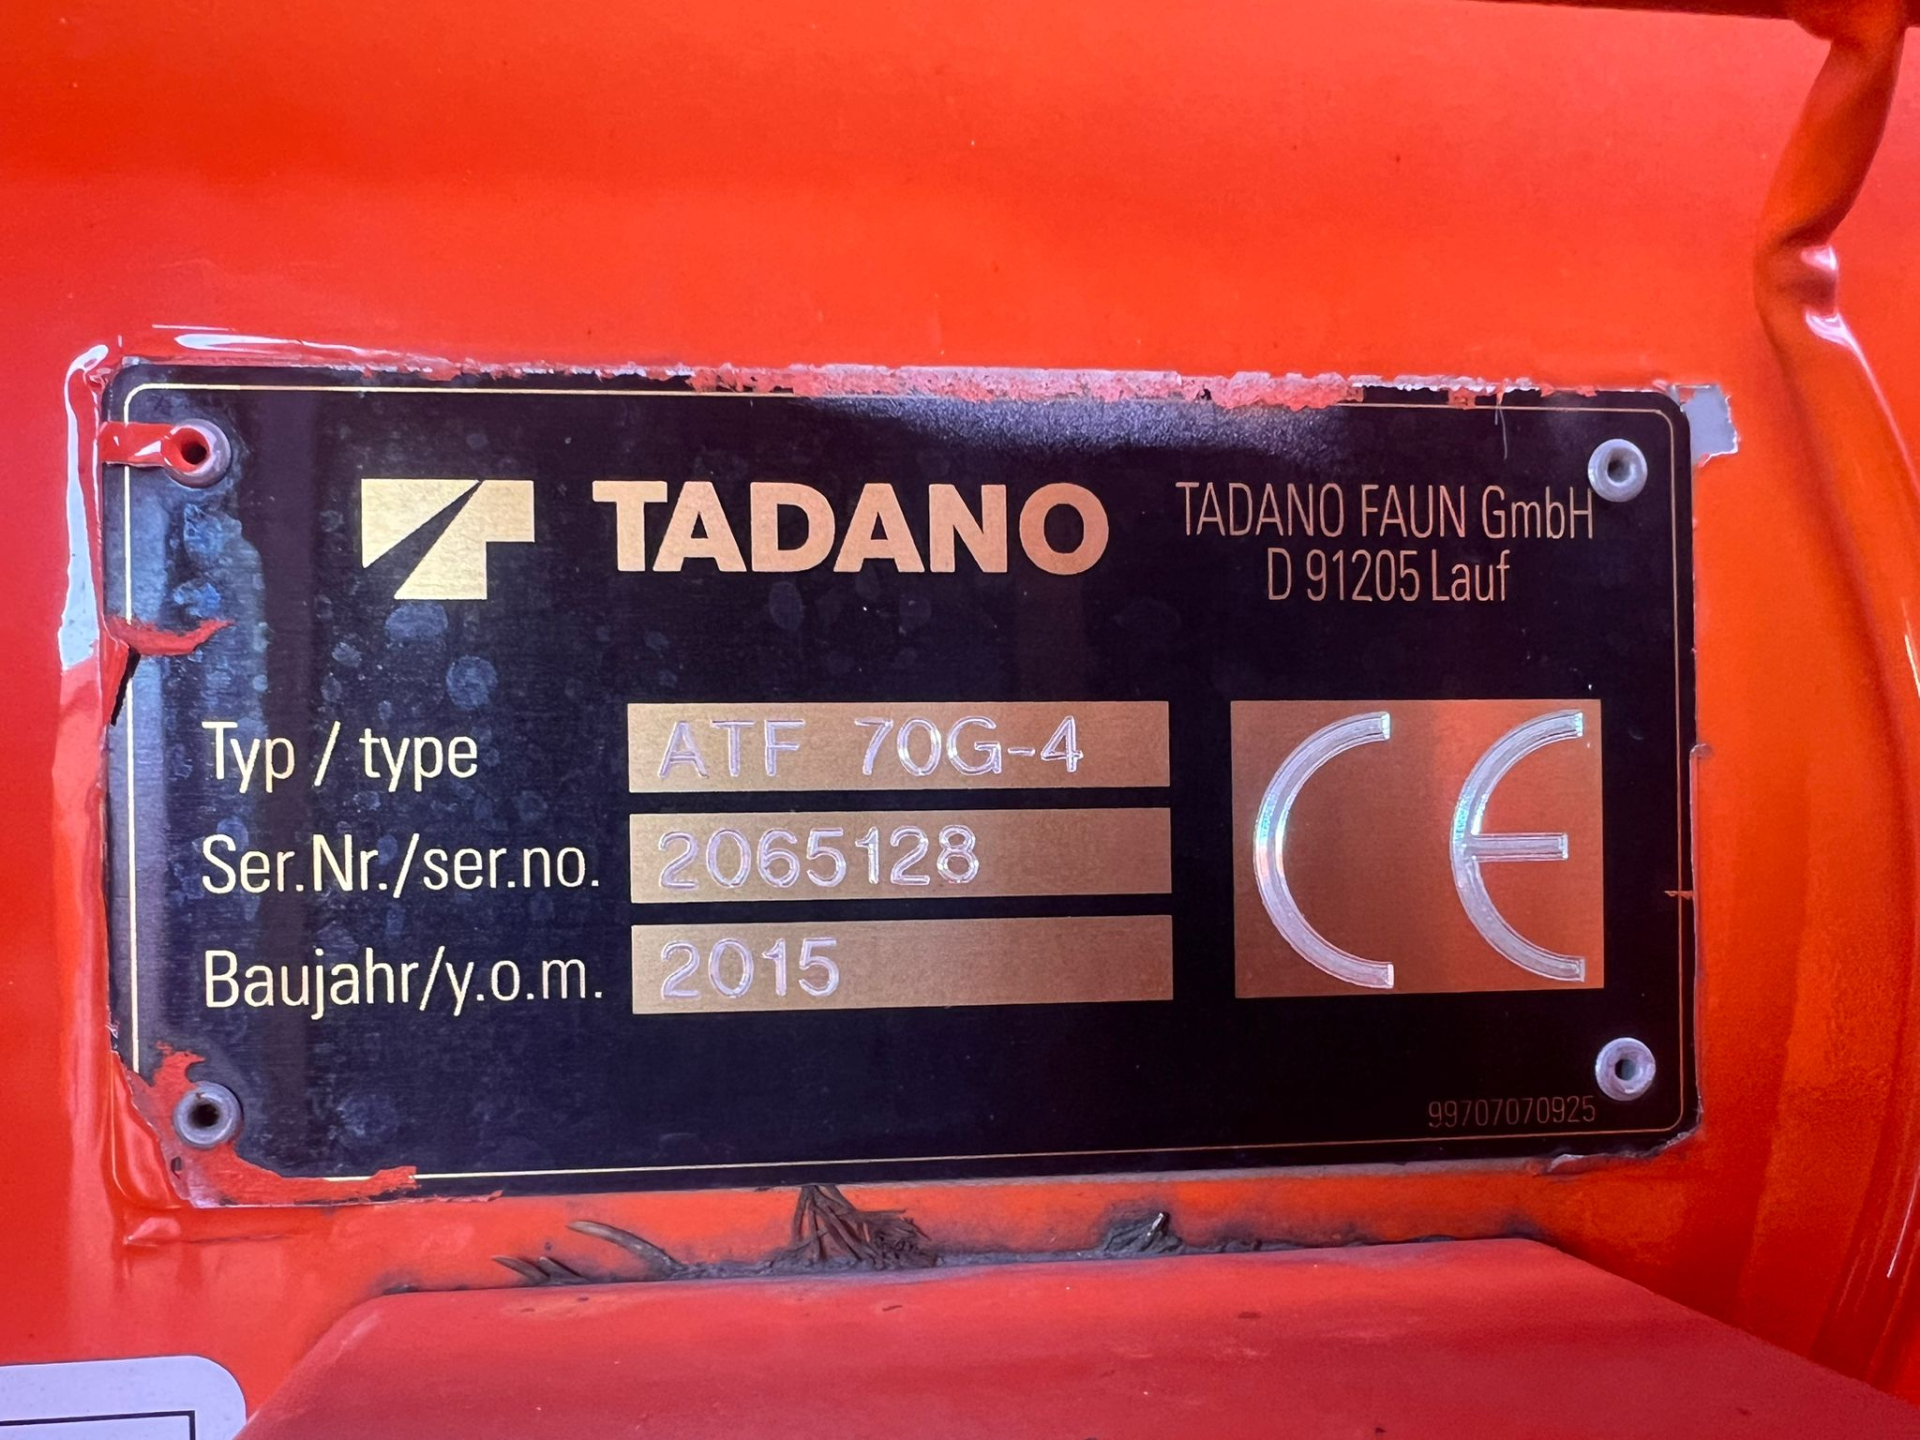 TADANO
TADANO FAUN GmbH
D 91205 Lauf
Typ / type ATF 70G-4
Ser.Nr./ser.no. 2065128
Baujahr/y.o.m. 2015
CE
99707070925